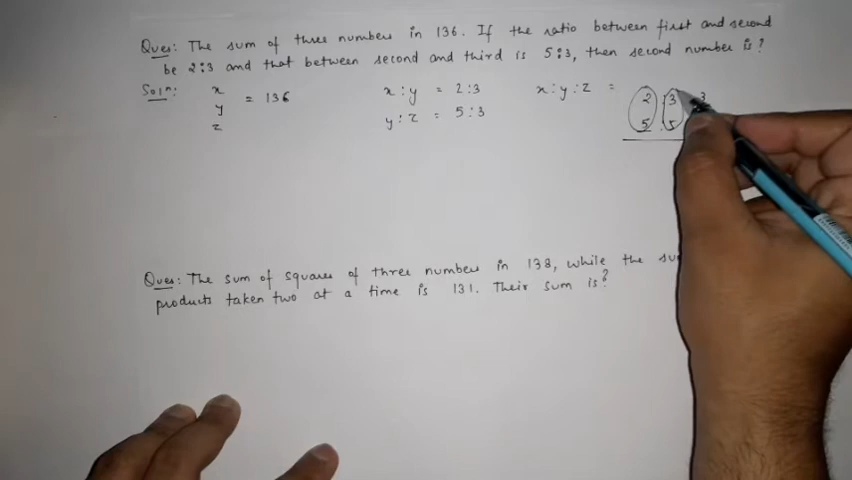 Ques: The sum of three numbers in 136. If the ratio between first and second
be 2:3 and that between second and third is 5:3, then second number is?
Soln: x
y = 136
z
x : y = 2:3
y : z = 5:3
x : y : z =
2 : 3 3
5 : 5
Ques: The sum of squares of three numbers in 138, while the
products taken two at a time is 131. Their sum is?